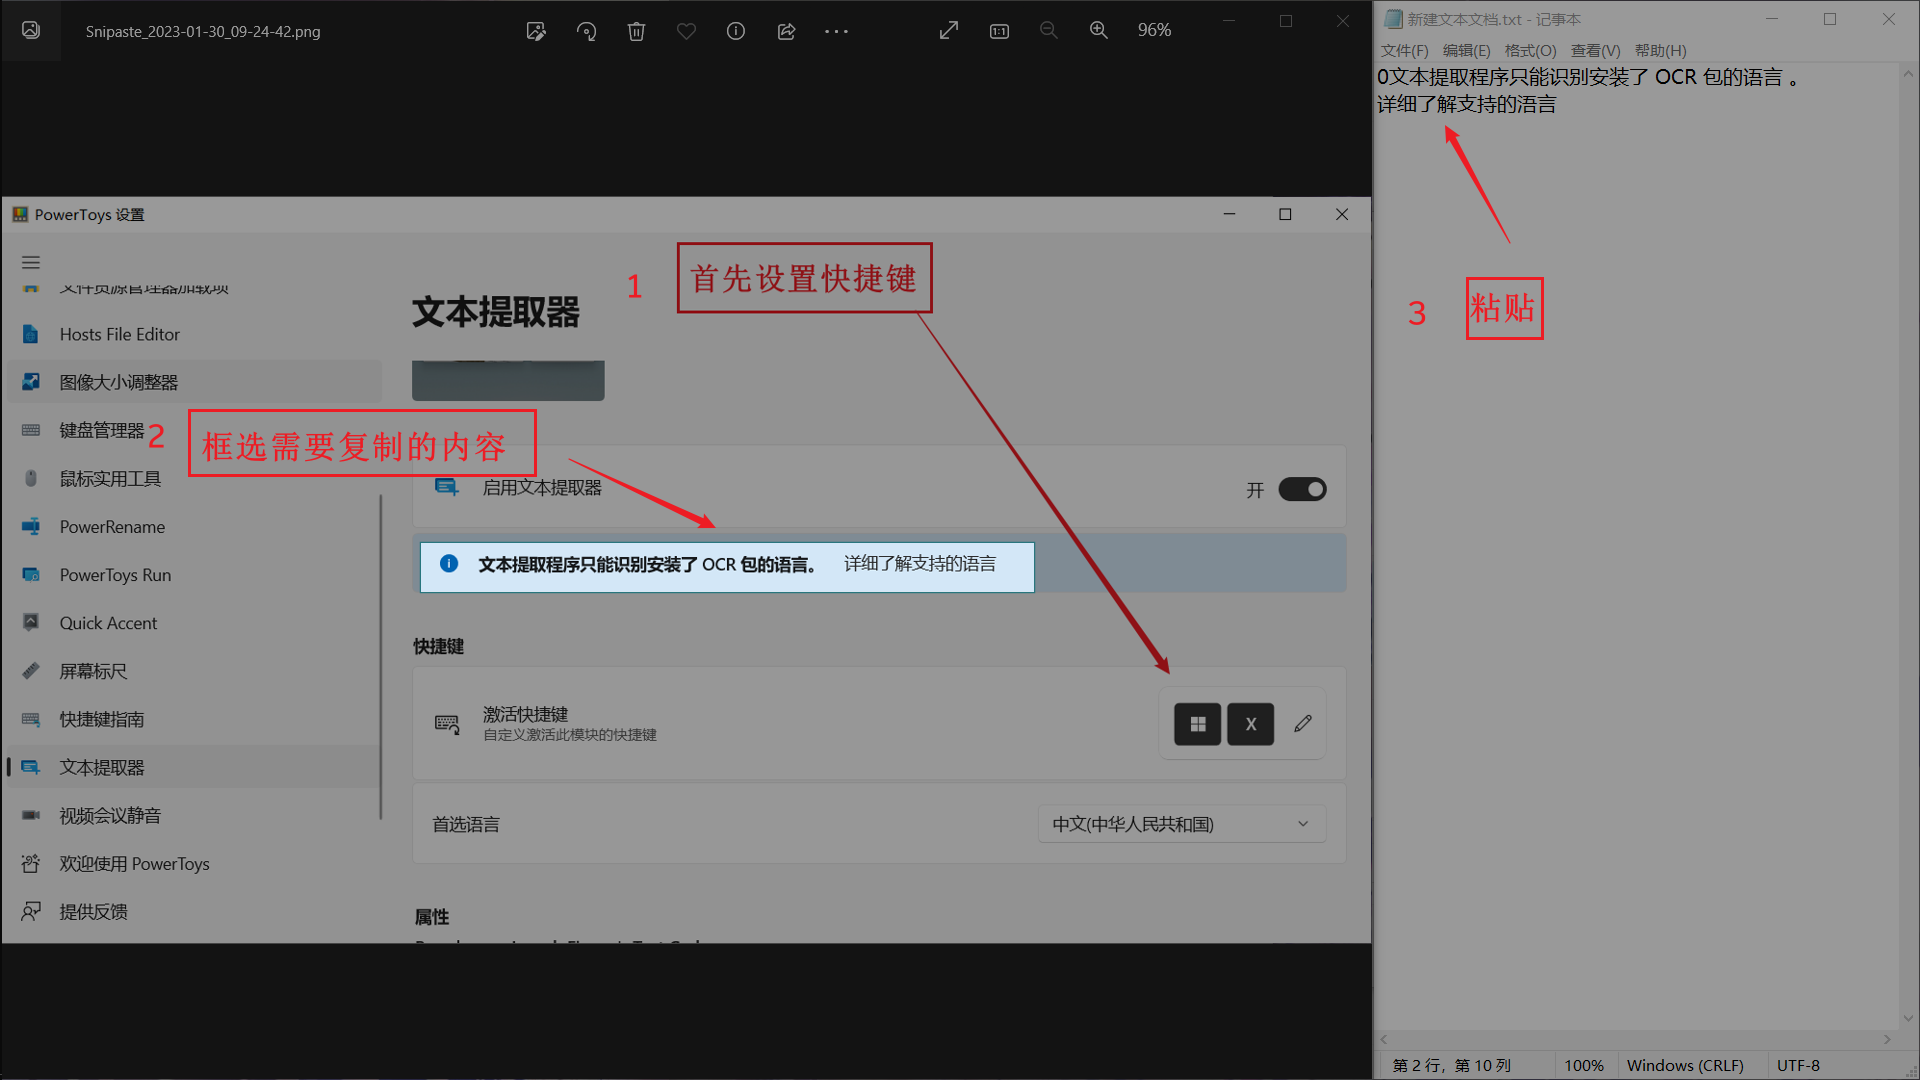 Snipaste_2023-01-30_09-24-42.png
96%
PowerToys 设置
文件资源管理器加载项
Hosts File Editor
图像大小调整器
键盘管理器
鼠标实用工具
PowerRename
PowerToys Run
Quick Accent
屏幕标尺
快捷键指南
文本提取器
视频会议静音
欢迎使用 PowerToys
提供反馈
文本提取器
1
首先设置快捷键
2
框选需要复制的内容
启用文本提取器
开
文本提取程序只能识别安装了 OCR 包的语言。 详细了解支持的语言
快捷键
激活快捷键
自定义激活此模块的快捷键
X
首选语言
中文(中华人民共和国)
属性
新建文本文档.txt - 记事本
文件(F) 编辑(E) 格式(O) 查看(V) 帮助(H)
0文本提取程序只能识别安装了 OCR 包的语言 。
详细了解支持的浯言
3
粘贴
第 2 行，第 10 列
100%
Windows (CRLF)
UTF-8